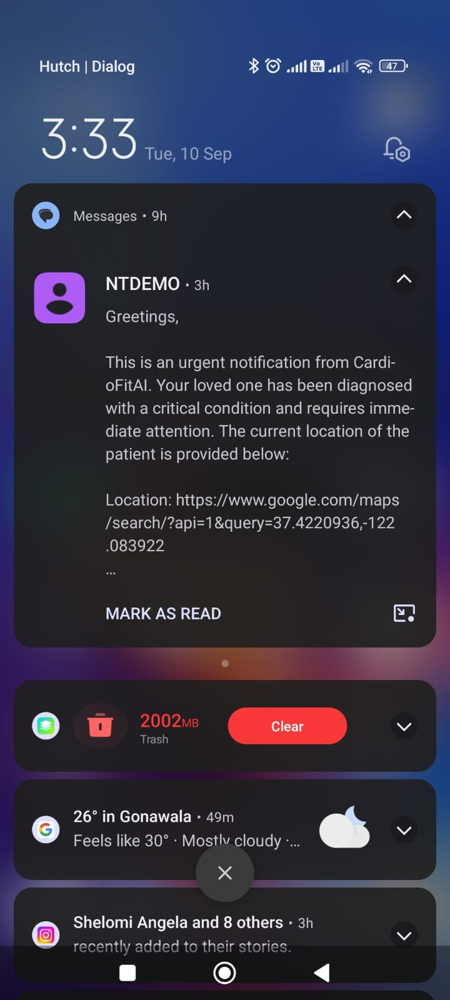 Hutch | Dialog
Vo
LTE
47
3:33 Tue, 10 Sep
Messages • 9h
NTDEMO • 3h
Greetings,
This is an urgent notification from Cardi-
oFitAI. Your loved one has been diagnosed
with a critical condition and requires imme-
diate attention. The current location of the
patient is provided below:
Location: https://www.google.com/maps
/search/?api=1&query=37.4220936,-122
.083922
...
MARK AS READ
2002MB
Trash
Clear
26° in Gonawala • 49m
Feels like 30° · Mostly cloudy ·...
Shelomi Angela and 8 others • 3h
recently added to their stories.